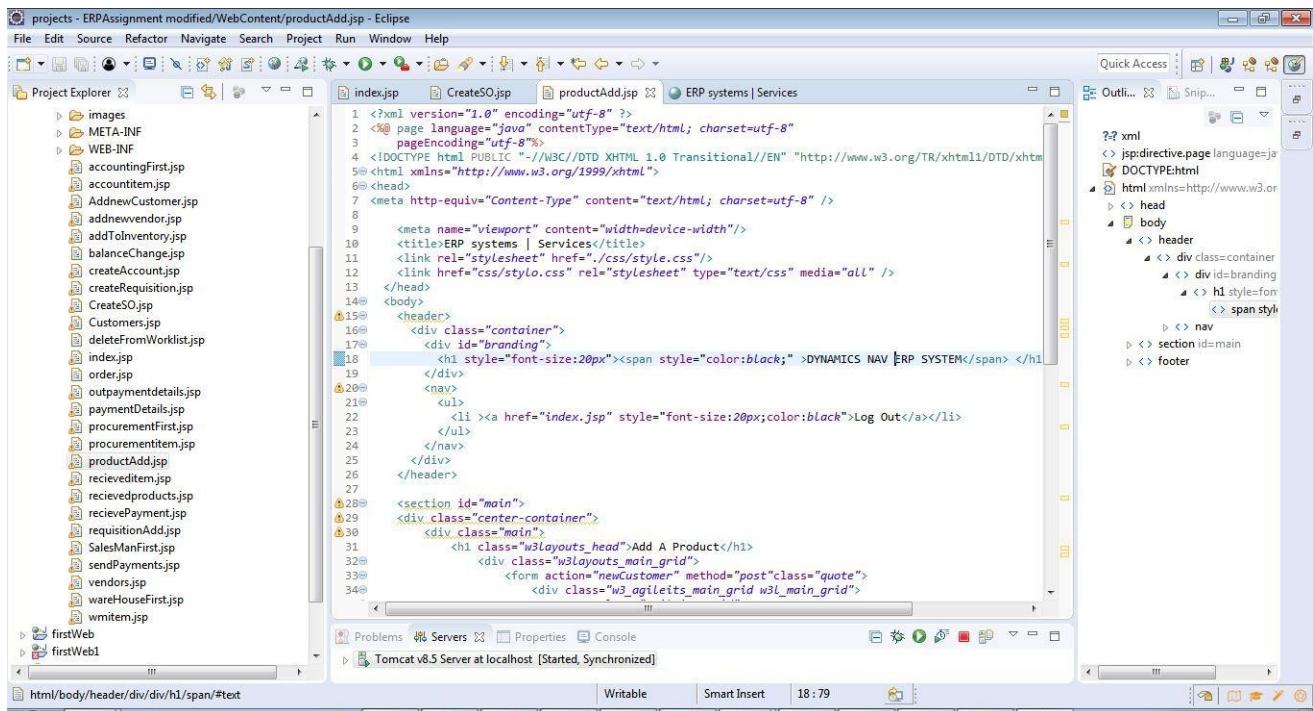 projects - ERPAssignment modified/WebContent/productAdd.jsp - Eclipse
File Edit Source Refactor Navigate Search Project Run Window Help
Quick Access
Project Explorer
images
META-INF
WEB-INF
accountingFirst.jsp
accountitem.jsp
AddnewCustomer.jsp
addnewvendor.jsp
addToInventory.jsp
balanceChange.jsp
createAccount.jsp
createRequisition.jsp
CreateSO.jsp
Customers.jsp
deleteFromWorklist.jsp
index.jsp
order.jsp
outpaymentdetails.jsp
paymentDetails.jsp
procurementFirst.jsp
procurementitem.jsp
productAdd.jsp
recieveditem.jsp
recievedproducts.jsp
recievePayment.jsp
requisitionAdd.jsp
SalesManFirst.jsp
sendPayments.jsp
vendors.jsp
wareHouseFirst.jsp
wmitem.jsp
firstWeb
firstWeb1
index.jsp CreateSO.jsp productAdd.jsp ERP systems | Services
1 <?xml version="1.0" encoding="utf-8" ?>
2 <%@ page language="java" contentType="text/html; charset=utf-8"
3 pageEncoding="utf-8"%>
4 <!DOCTYPE html PUBLIC "-//W3C//DTD XHTML 1.0 Transitional//EN" "http://www.w3.org/TR/xhtml1/DTD/xhtm
5 <html xmlns="http://www.w3.org/1999/xhtml">
6 <head>
7 <meta http-equiv="Content-Type" content="text/html; charset=utf-8" />
8
9 <meta name="viewport" content="width=device-width"/>
10 <title>ERP systems | Services</title>
11 <link rel="stylesheet" href="./css/style.css"/>
12 <link href="css/stylo.css" rel="stylesheet" type="text/css" media="all" />
13 </head>
14 <body>
15 <header>
16 <div class="container">
17 <div id="branding">
18 <h1 style="font-size:20px"><span style="color:black;" >DYNAMICS NAV ERP SYSTEM</span> </h1
19 </div>
20 <nav>
21 <ul>
22 <li ><a href="index.jsp" style="font-size:20px;color:black">Log Out</a></li>
23 </ul>
24 </nav>
25 </div>
26 </header>
27
28 <section id="main">
29 <div class="center-container">
30 <div class="main">
31 <h1 class="w3layouts_head">Add A Product</h1>
32 <div class="w3layouts_main_grid">
33 <form action="newCustomer" method="post"class="quote">
34 <div class="w3_agileits_main_grid w3l_main_grid">
Problems Servers Properties Console
Tomcat v8.5 Server at localhost [Started, Synchronized]
Outli... Snip...
?=? xml
<> jsp:directive.page language=ja
DOCTYPE:html
html xmlns=http://www.w3.or
<> head
body
<> header
<> div class=container
<> div id=branding
<> h1 style=fon
<> span style
<> nav
<> section id=main
<> footer
html/body/header/div/div/h1/span/#text
Writable
Smart Insert
18 : 79